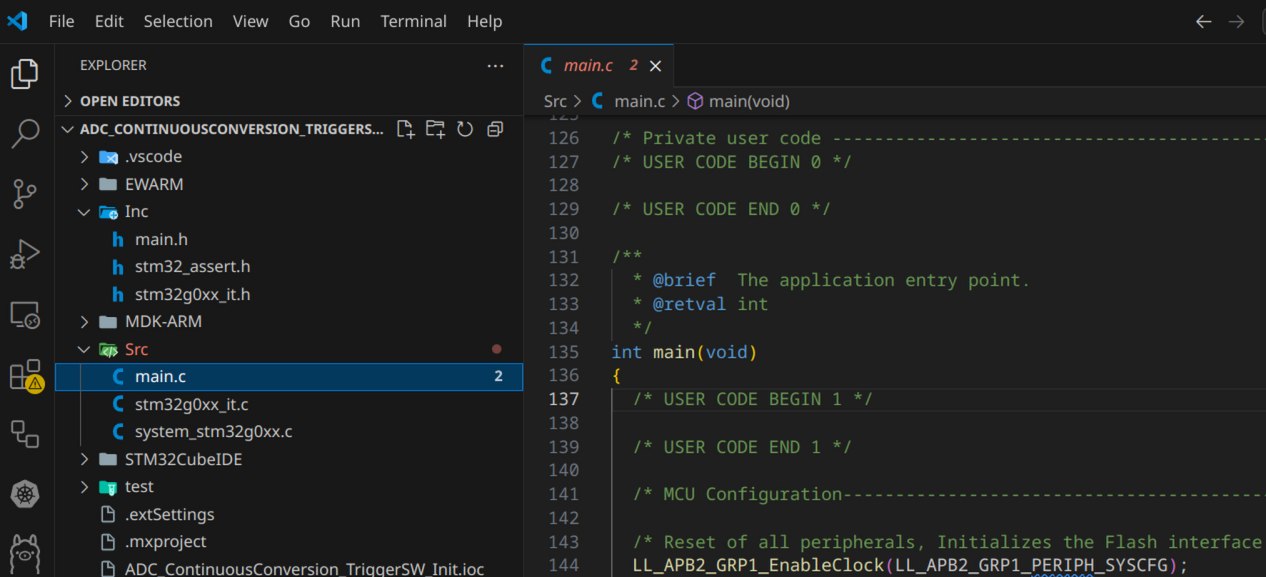 File Edit Selection View Go Run Terminal Help
EXPLORER
OPEN EDITORS
ADC_CONTINUOUSCONVERSION_TRIGGERS...
.vscode
EWARM
Inc
main.h
stm32_assert.h
stm32g0xx_it.h
MDK-ARM
Src
main.c 2
stm32g0xx_it.c
system_stm32g0xx.c
STM32CubeIDE
test
.extSettings
.mxproject
ADC_ContinuousConversion_TriggerSW_Init.ioc
main.c 2
Src > main.c > main(void)
125
126 /* Private user code ---------------------------------------
127 /* USER CODE BEGIN 0 */
128
129 /* USER CODE END 0 */
130
131 /**
132 * @brief The application entry point.
133 * @retval int
134 */
135 int main(void)
136 {
137 /* USER CODE BEGIN 1 */
138
139 /* USER CODE END 1 */
140
141 /* MCU Configuration---------------------------------------
142
143 /* Reset of all peripherals, Initializes the Flash interface
144 LL_APB2_GRP1_EnableClock(LL_APB2_GRP1_PERIPH_SYSCFG);